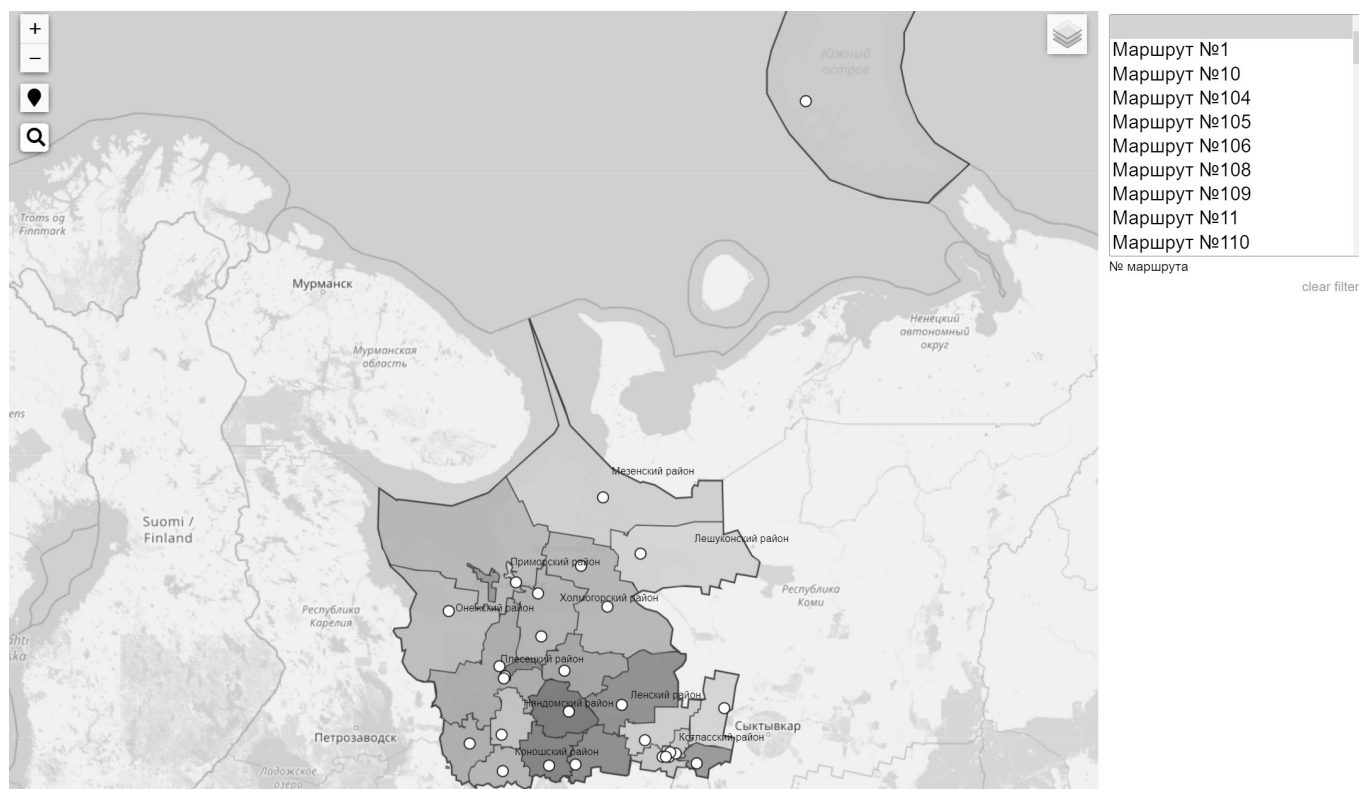 +
−
Южный
остров
Troms og
Finnmark
Мурманск
Мурманская
область
Ненецкий
автономный
округ
Мезенский район
Лешуконский район
Suomi /
Finland
Приморский район
Республика
Коми
Республика
Карелия
Онежский район
Холмогорский район
Плесецкий район
Ленский район
Няндомский район
Сыктывкар
Петрозаводск
Котласский район
Коношский район
Ладожское
озеро
Маршрут №1
Маршрут №10
Маршрут №104
Маршрут №105
Маршрут №106
Маршрут №108
Маршрут №109
Маршрут №11
Маршрут №110
№ маршрута
clear filter